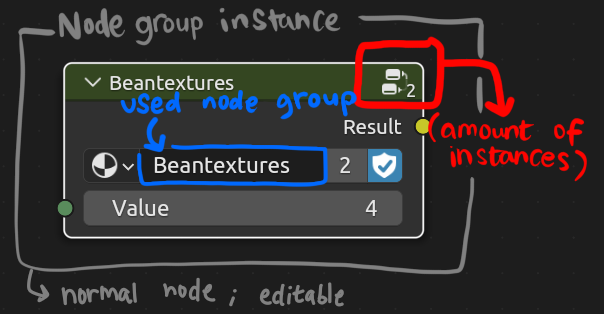 Node group instance
Beantextures
2
used node group
Result
(amount of
instances)
Beantextures 2
Value 4
normal node ; editable